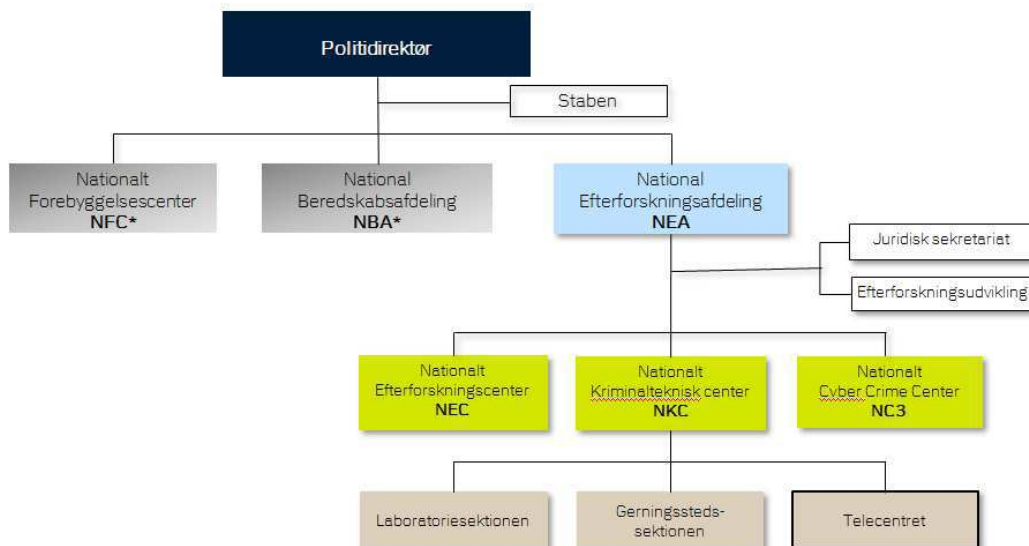 Politidirektør
Staben
Nationalt
Forebyggelsescenter
NFC*
National
Beredskabsafdeling
NBA*
National
Efterforskningsafdeling
NEA
Juridisk sekretariat
Efterforskningsudvikling
Nationalt
Efterforskningscenter
NEC
Nationalt
Kriminalteknisk center
NKC
Nationalt
Cyber Crime Center
NC3
Laboratoriesektionen
Gerningssteds-
sektionen
Telecentret